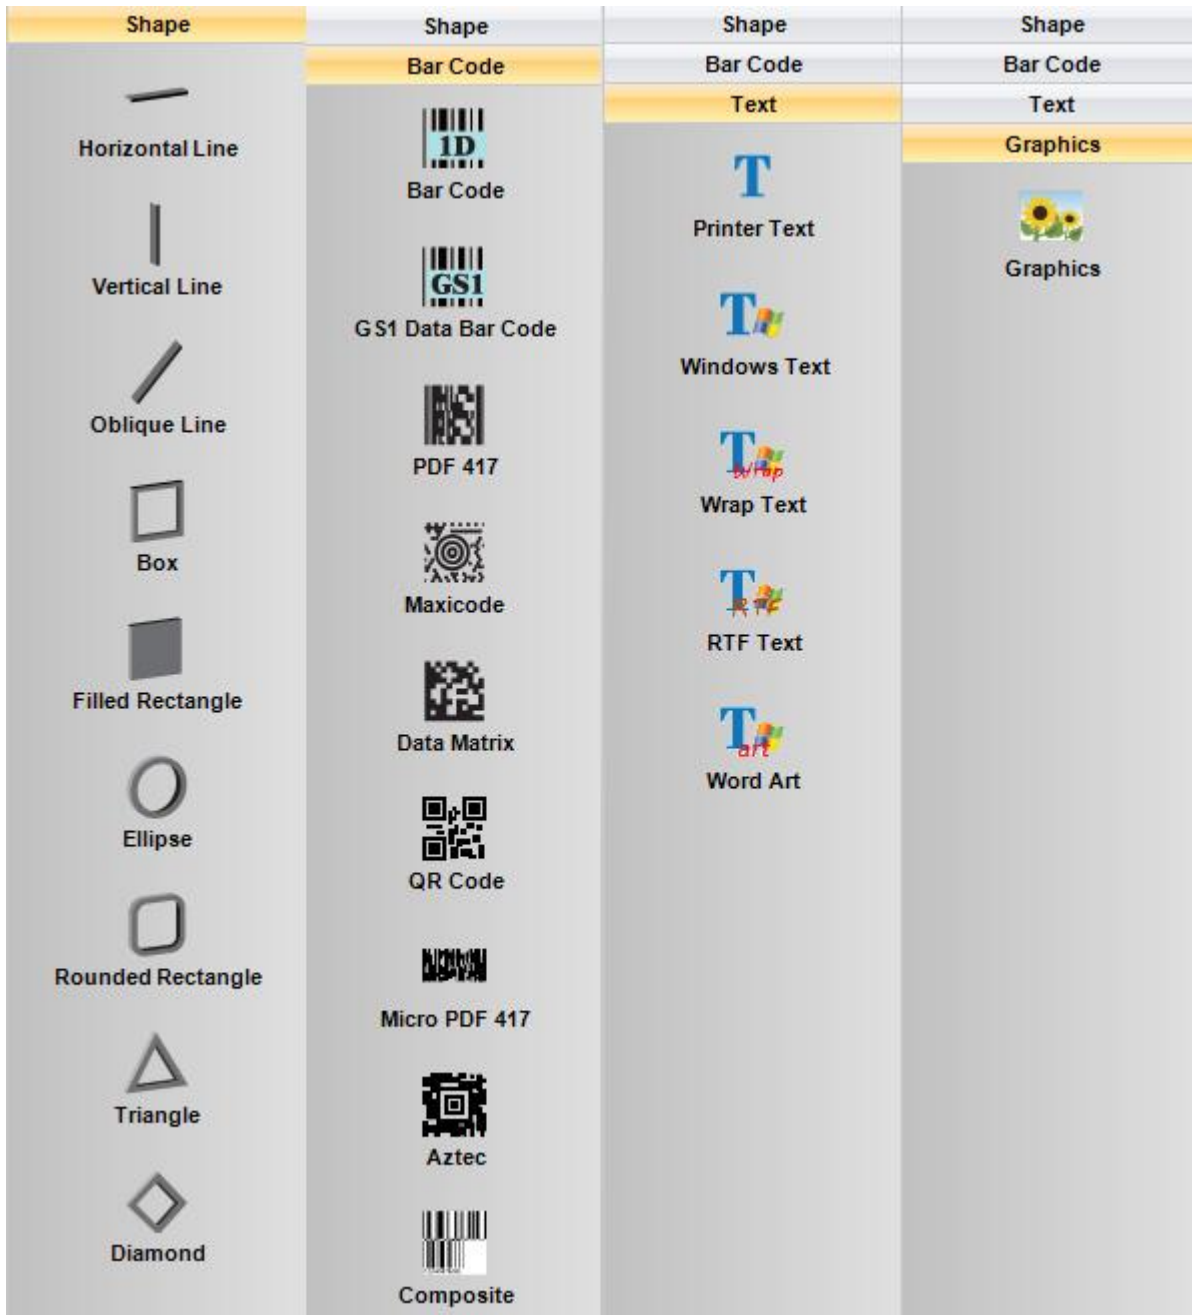 Shape
Horizontal Line
Vertical Line
Oblique Line
Box
Filled Rectangle
Ellipse
Rounded Rectangle
Triangle
Diamond
Shape
Bar Code
1D
Bar Code
GS1
GS1 Data Bar Code
PDF 417
Maxicode
Data Matrix
QR Code
Micro PDF 417
Aztec
Composite
Shape
Bar Code
Text
T
Printer Text
T
Windows Text
T
Wrap
Wrap Text
T
RTF
RTF Text
T
art
Word Art
Shape
Bar Code
Text
Graphics
Graphics